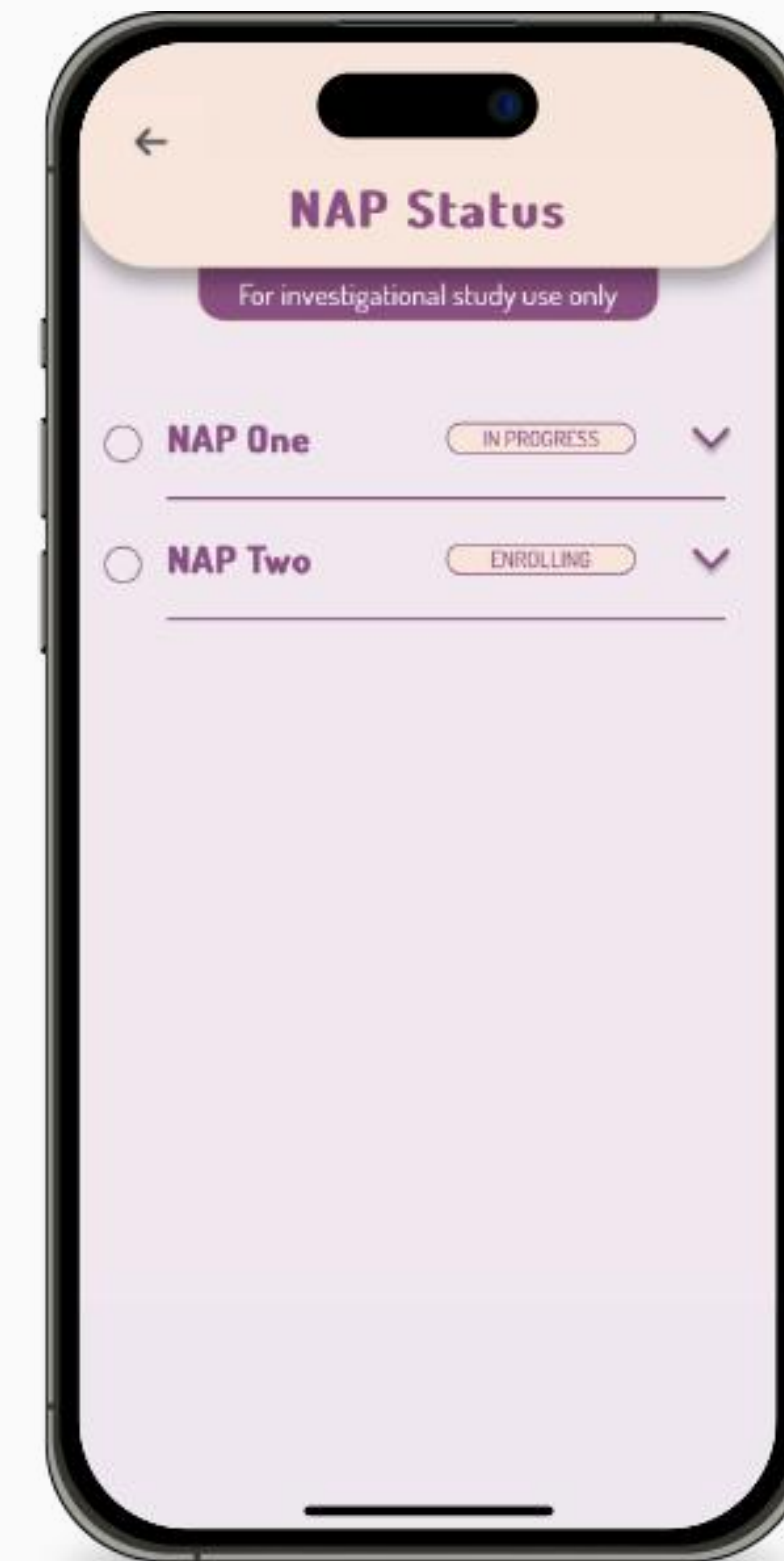 NAP Status
For investigational study use only
NAP One IN PROGRESS
NAP Two ENROLLING